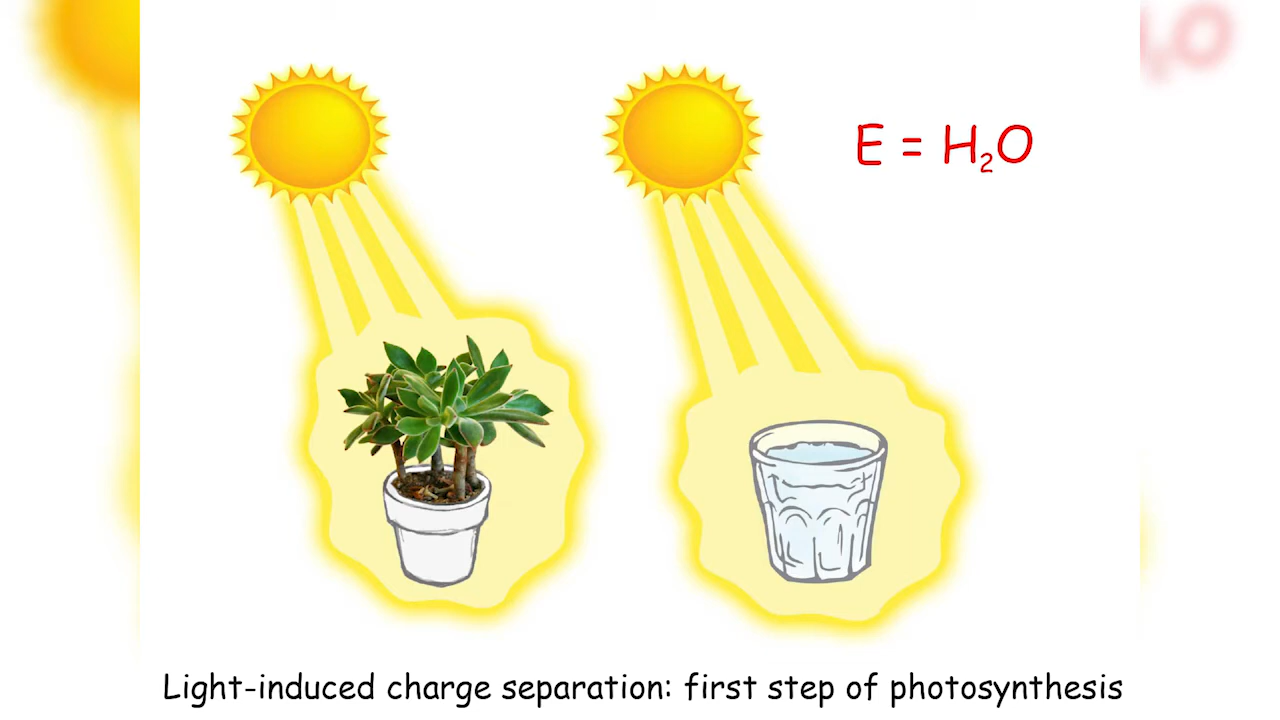 E = H₂O
Light-induced charge separation: first step of photosynthesis